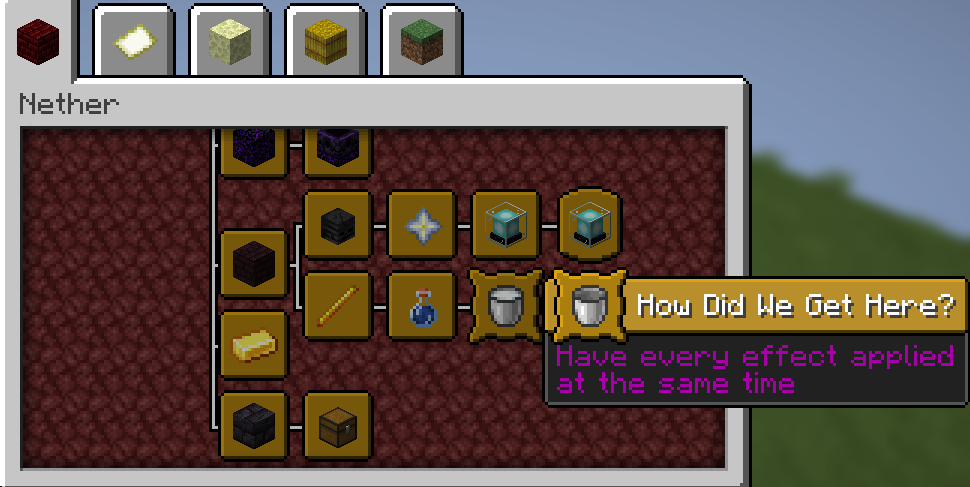 Nether
How Did We Get Here?
Have every effect applied
at the same time